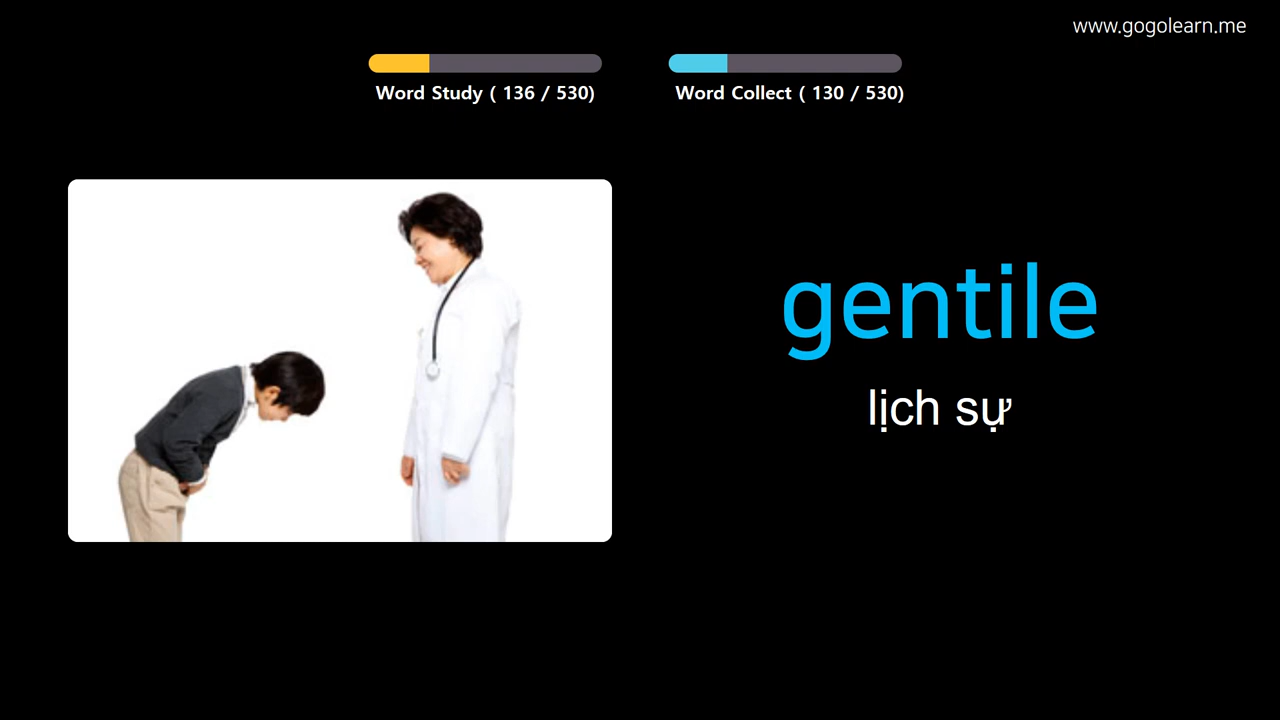 www.gogolearn.me
Word Study ( 136 / 530)
Word Collect ( 130 / 530)
gentile
lịch sự